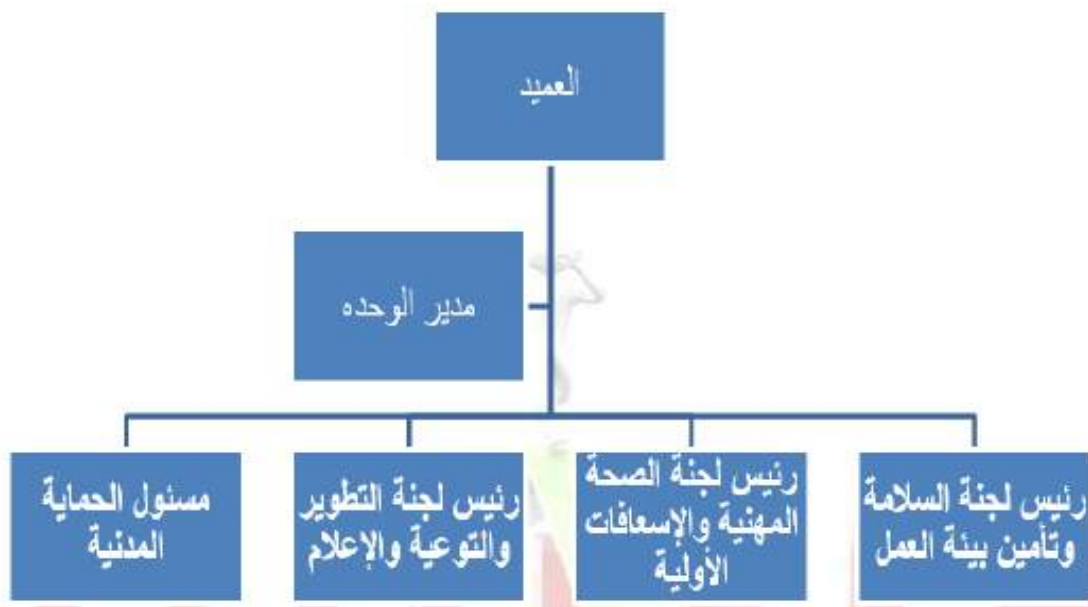 العميد
مدير الوحده
رئيس لجنة السلامة
وتأمين بيئة العمل
رئيس لجنة الصحة
المهنية والإسعافات
الأولية
رئيس لجنة التطوير
والتوعية والإعلام
مسئول الحماية
المدنية